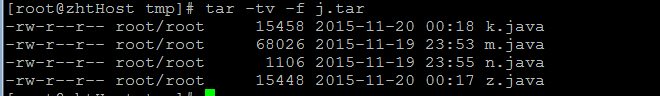 [root@zhtHost tmp]# tar -tv -f j.tar
-rw-r--r-- root/root     15458 2015-11-20 00:18 k.java
-rw-r--r-- root/root     68026 2015-11-19 23:53 m.java
-rw-r--r-- root/root      1106 2015-11-19 23:55 n.java
-rw-r--r-- root/root     15448 2015-11-20 00:17 z.java
[root@zhtHost tmp]#